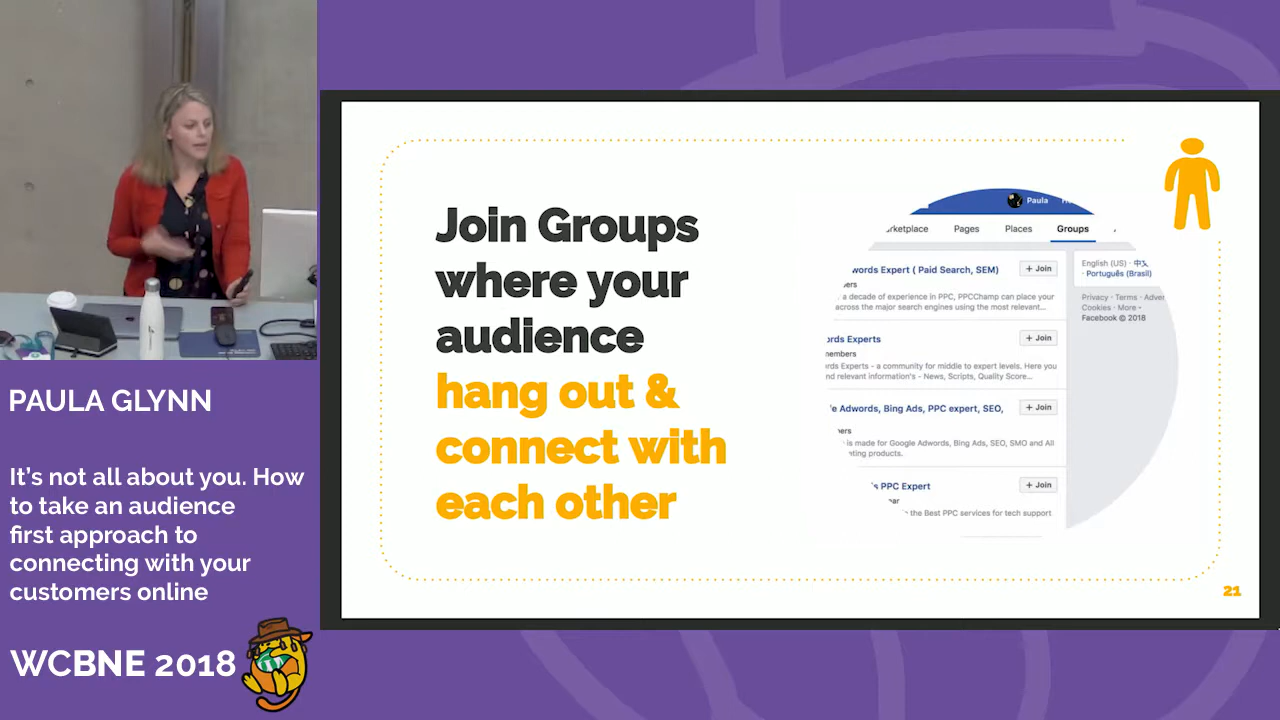 PAULA GLYNN
It's not all about you. How
to take an audience
first approach to
connecting with your
customers online
WCBNE 2018
Join Groups
where your
audience
hang out &
connect with
each other
Paula
rketplace Pages Places Groups
words Expert ( Paid Search, SEM)
+ Join
ers
a decade of experience in PPC, PPCChamp can place your
across the major search engines using the most relevant...
ords Experts
+ Join
members
rds Experts - a community for middle to expert levels. Here you
nd relevant information's - News, Scripts, Quality Score...
e Adwords, Bing Ads, PPC expert, SEO,
+ Join
ers
is made for Google Adwords, Bing Ads, SEO, SMO and All
ting products.
s PPC Expert
+ Join
ar
the Best PPC services for tech support
English (US) · 中文
· Português (Brasil)
Privacy · Terms · Adver
Cookies · More
Facebook © 2018
21